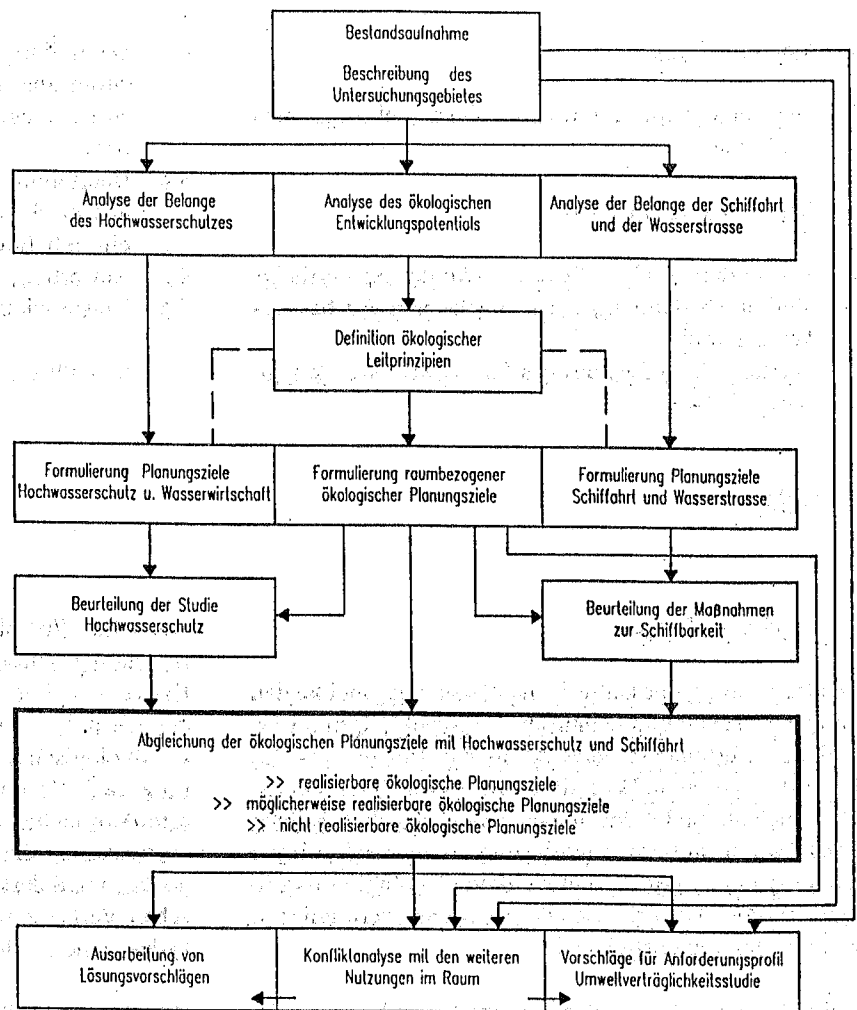 Bestandsaufnahme
Beschreibung des
Untersuchungsgebietes
Analyse der Belange
des Hochwasserschutzes
Analyse des ökologischen
Entwicklungspotentials
Analyse der Belange der Schiffahrt
und der Wasserstrasse
Definition ökologischer
Leitprinzipien
Formulierung Planungsziele
Hochwasserschutz u. Wasserwirtschaft
Formulierung raumbezogener
ökologischer Planungsziele
Formulierung Planungsziele
Schiffahrt und Wasserstrasse
Beurteilung der Studie
Hochwasserschutz
Beurteilung der Maßnahmen
zur Schiffbarkeit
Abgleichung der ökologischen Planungsziele mit Hochwasserschutz und Schiffahrt
>> realisierbare ökologische Planungsziele
>> möglicherweise realisierbare ökologische Planungsziele
>> nicht realisierbare ökologische Planungsziele
Ausarbeitung von
Lösungsvorschlägen
Konfliktanalyse mit den weiteren
Nutzungen im Raum
Vorschläge für Anforderungsprofil
Umweltverträglichkeitsstudie